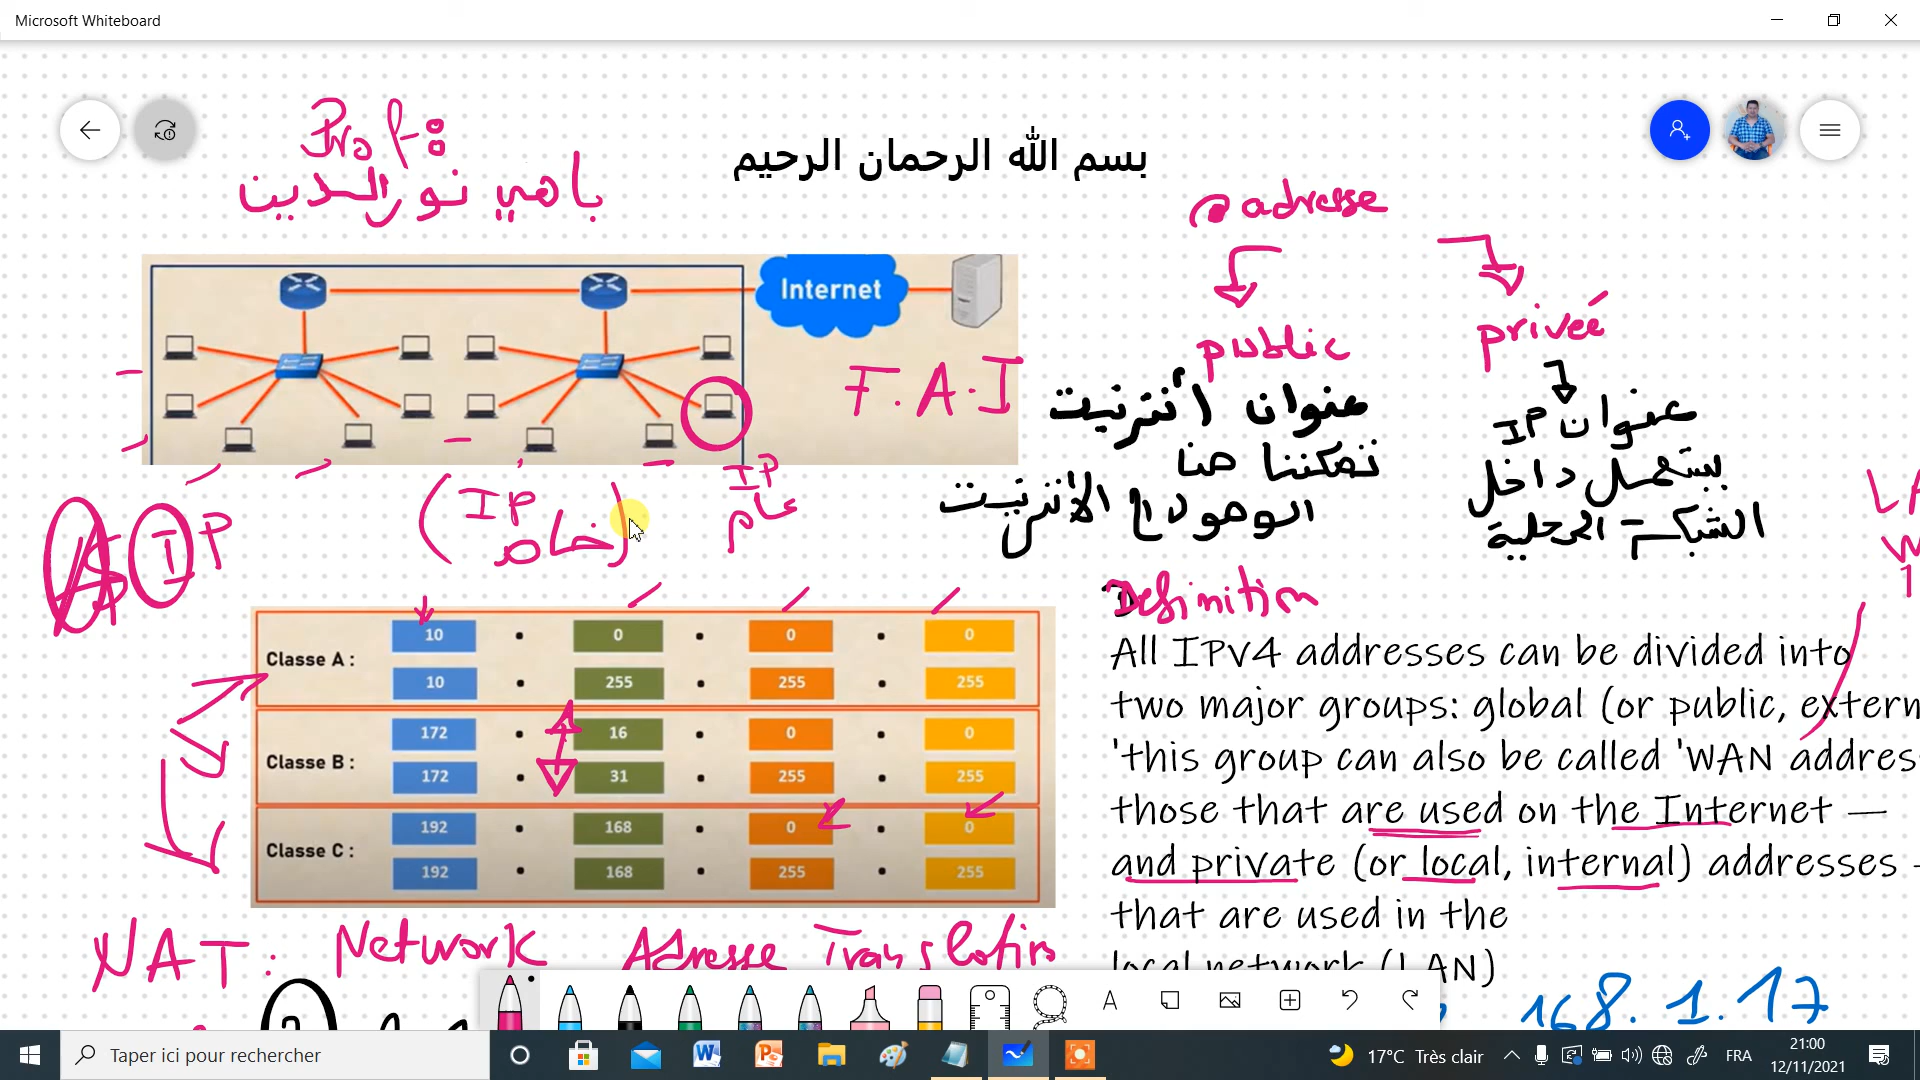 Microsoft Whiteboard
Prof:
باهي نور الدين
بسم الله الرحمان الرحيم
@ adresse
public
privée
Internet
F.A.I
عنوان أنترنيت
تمكننا من
الوصول الانترنيت
عنوان IP
يستعمل داخل
الشبكة المحلية
IP
(IP
خاص)
IP
عام
LA
W
Definition
All IPv4 addresses can be divided into
two major groups: global (or public, extern
'this group can also be called 'WAN addres
those that are used on the Internet —
and private (or local, internal) addresses -
that are used in the
local network (LAN)
Classe A :
10 . 0 . 0 . 0
10 . 255 . 255 . 255
Classe B :
172 . 16 . 0 . 0
172 . 31 . 255 . 255
Classe C :
192 . 168 . 0 . 0
192 . 168 . 255 . 255
NAT: Network Adresse Translation
168.1.17
Taper ici pour rechercher
17°C Très clair
FRA
21:00
12/11/2021